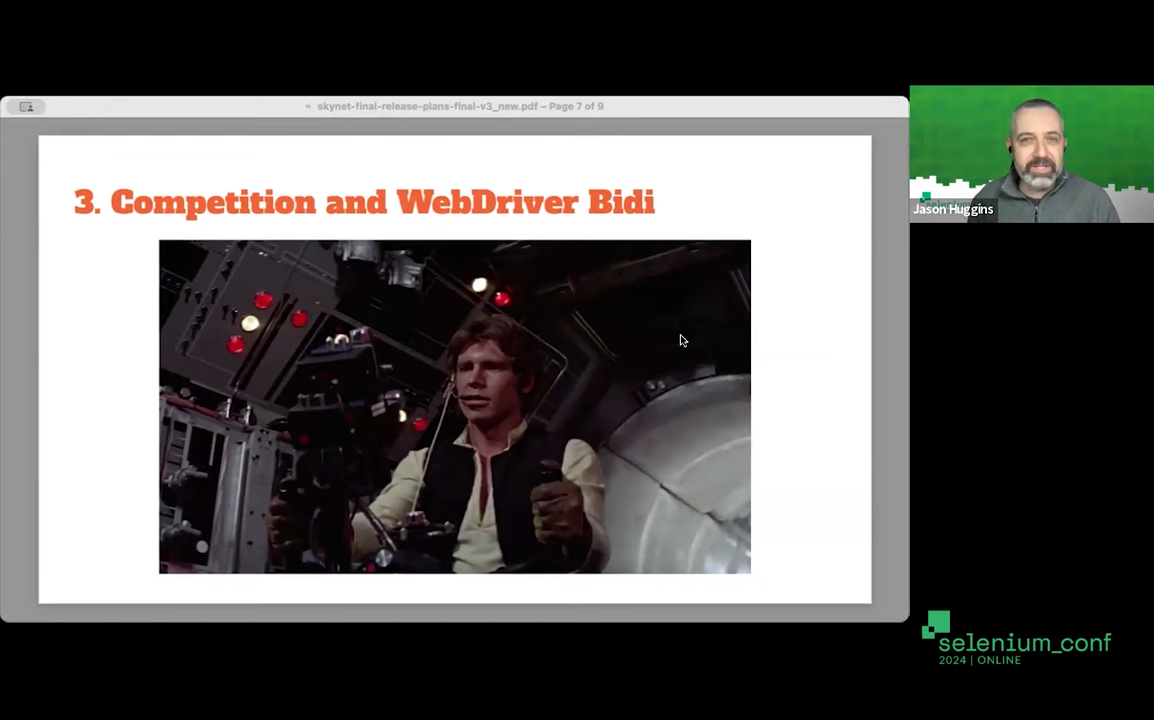 skynet-final-release-plans-final-v3_new.pdf – Page 7 of 9
3. Competition and WebDriver Bidi
Jason Huggins
selenium_conf
2024 | ONLINE